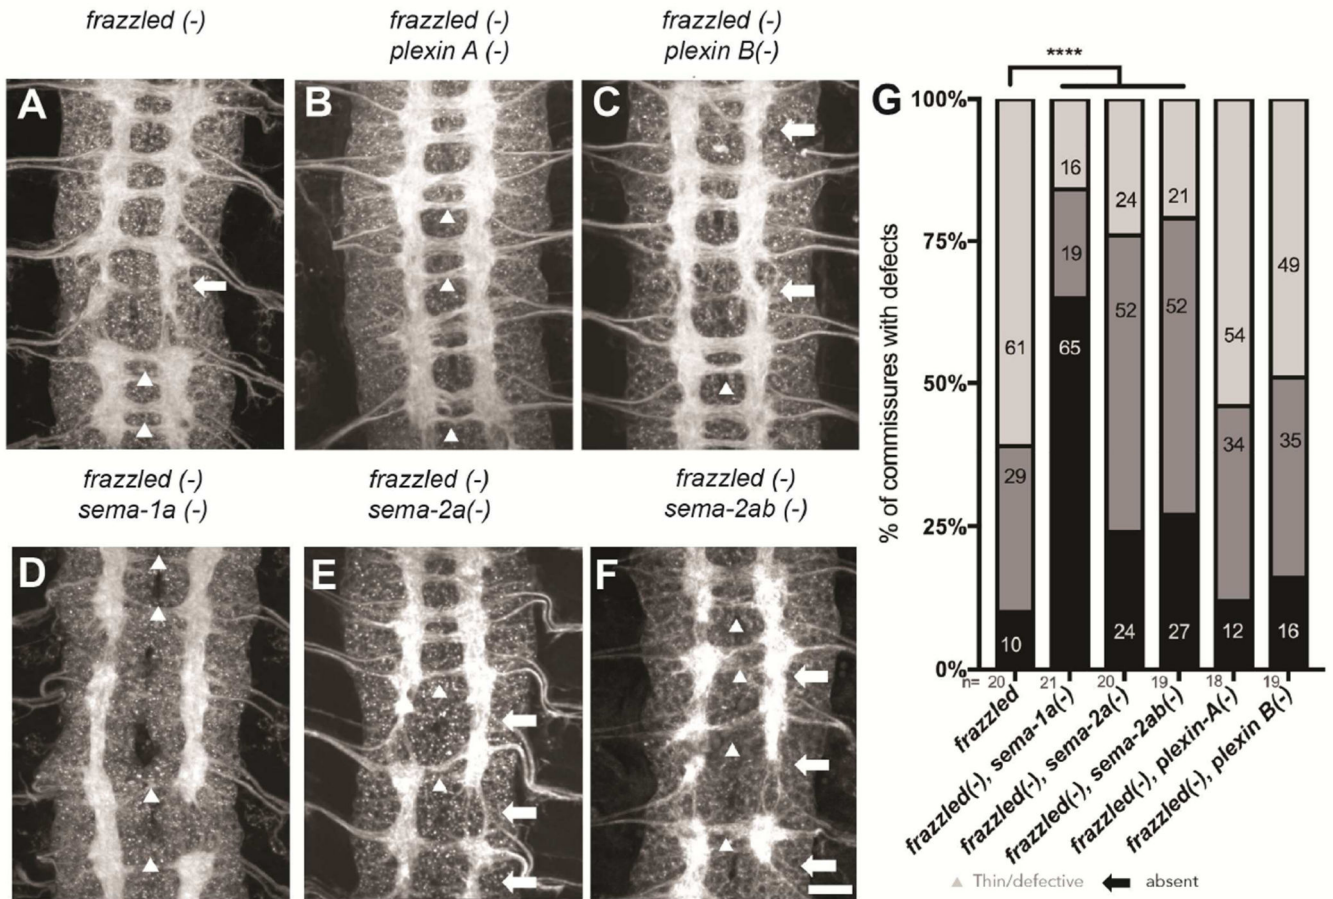 frazzled (-)
frazzled (-)
plexin A (-)
frazzled (-)
plexin B(-)
A
B
C
frazzled (-)
sema-1a (-)
frazzled (-)
sema-2a(-)
frazzled (-)
sema-2ab (-)
D
E
F
G
****
% of commissures with defects
100%
75%
50%
25%
0%
61
29
10
16
19
65
24
52
24
21
52
27
54
34
12
49
35
16
n= 20 21 20 19 18 19
frazzled
frazzled(-), sema-1a(-)
frazzled(-), sema-2a(-)
frazzled(-), sema-2ab(-)
frazzled(-), plexin-A(-)
frazzled(-), plexin B(-)
Thin/defective absent